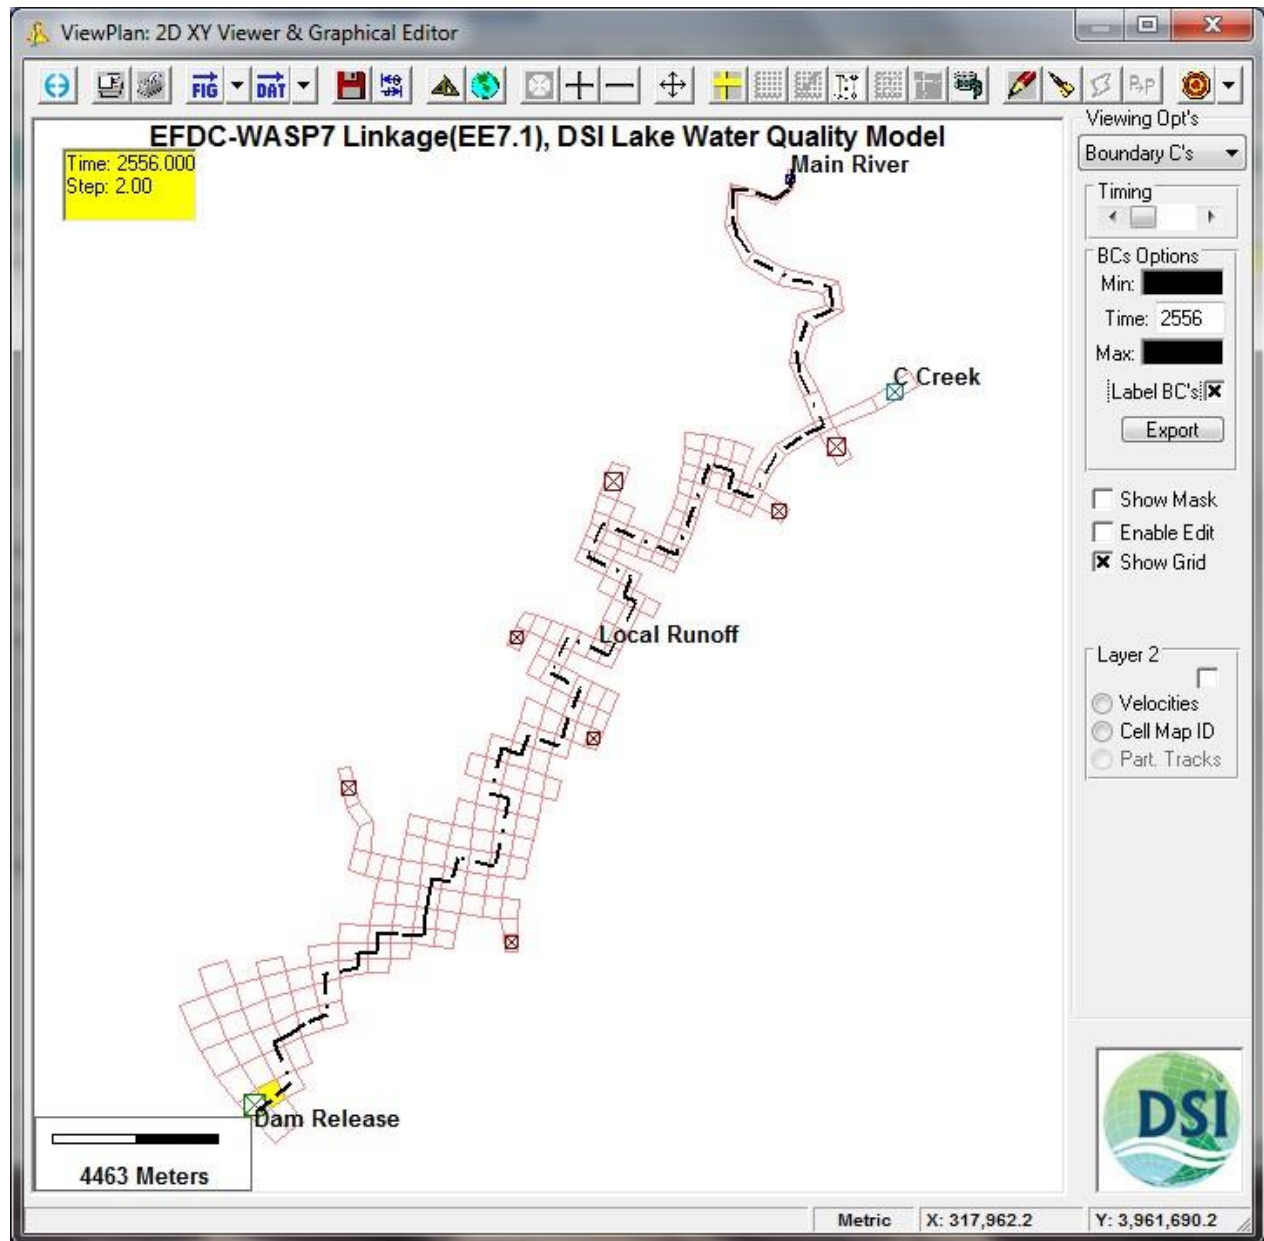 ViewPlan: 2D XY Viewer & Graphical Editor
FIG
DAT
P»P
EFDC-WASP7 Linkage(EE7.1), DSI Lake Water Quality Model
Time: 2556.000
Step: 2.00
Main River
C Creek
Local Runoff
Dam Release
4463 Meters
Viewing Opt's
Boundary C's
Timing
BCs Options
Min:
Time: 2556
Max:
Label BC's
Export
Show Mask
Enable Edit
Show Grid
Layer 2
Velocities
Cell Map ID
Part. Tracks
DSI
Metric
X: 317,962.2
Y: 3,961,690.2